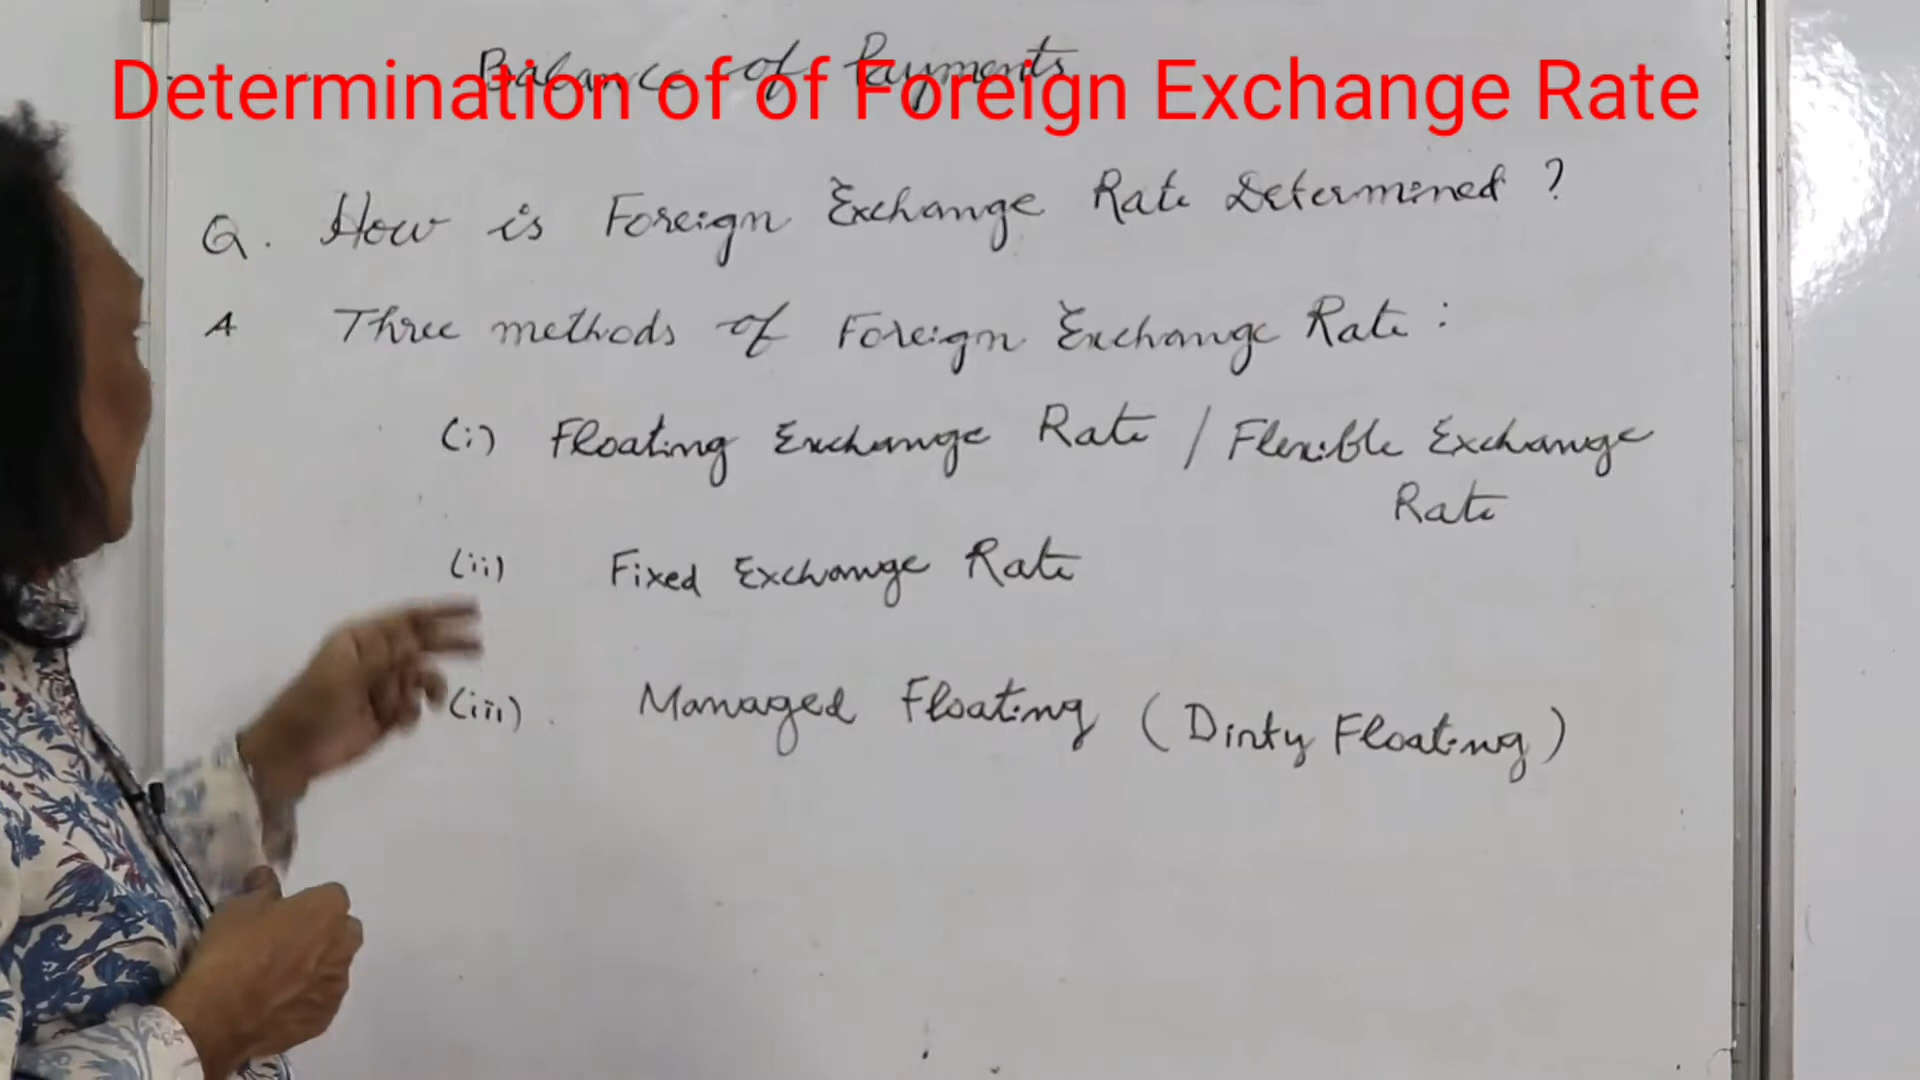 Balance of Payments
Determination of of Foreign Exchange Rate
Q. How is Foreign Exchange Rate Determined ?
A Three methods of Foreign Exchange Rate :
(i) Floating Exchange Rate / Flexible Exchange
Rate
(ii) Fixed Exchange Rate
(iii) Managed Floating (Dirty Floating)